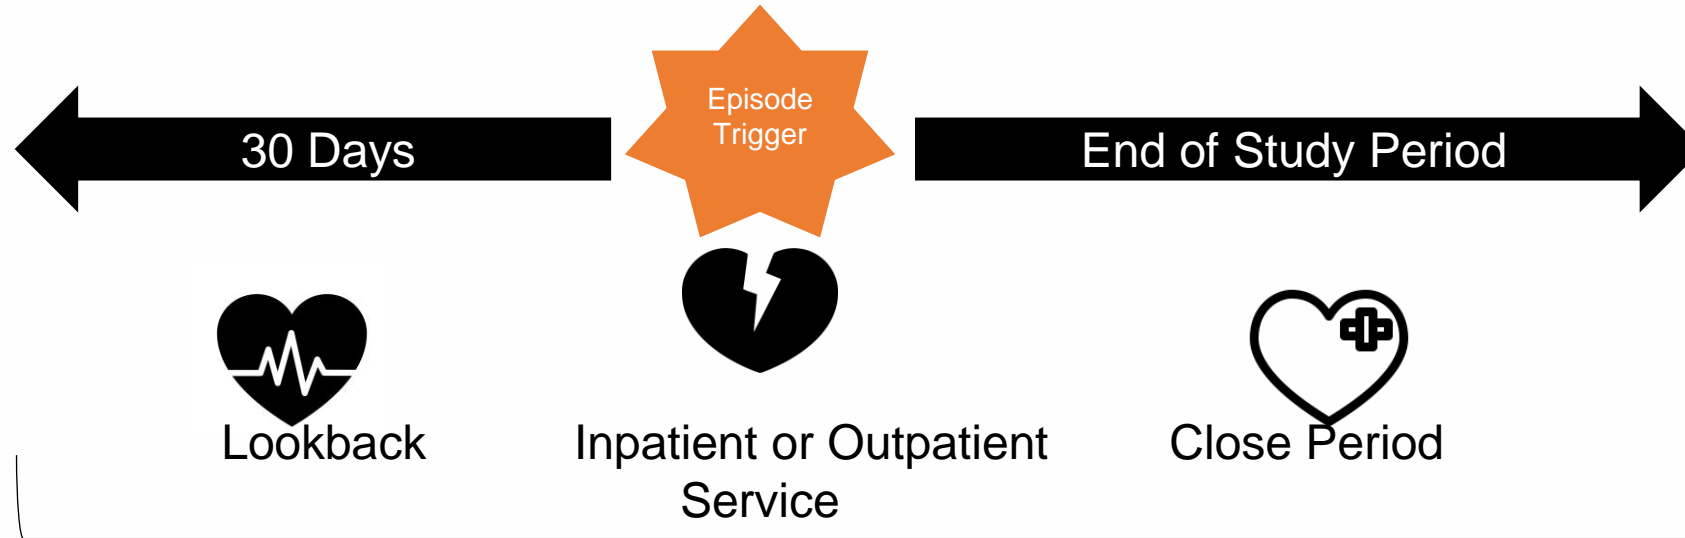 Episode
Trigger
30 Days
End of Study Period
Lookback
Inpatient or Outpatient
Service
Close Period